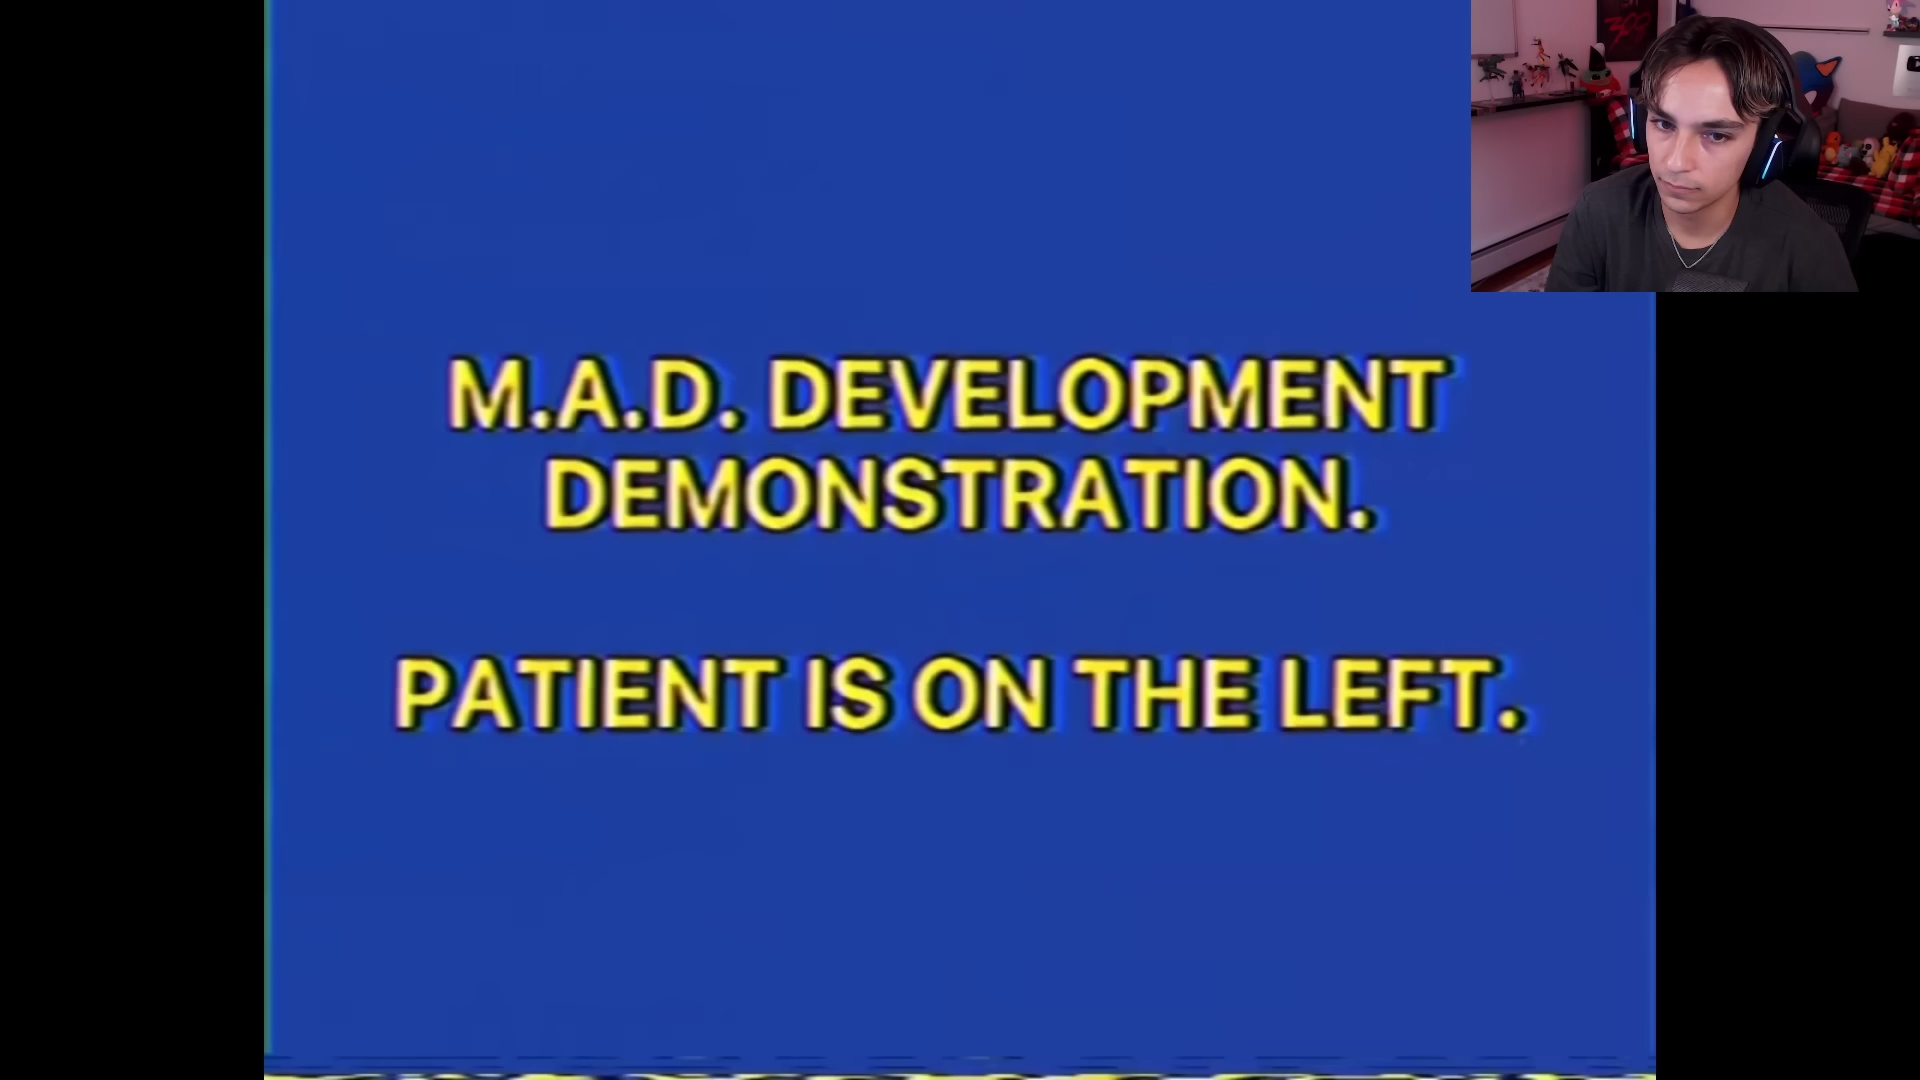 M.A.D. DEVELOPMENT
DEMONSTRATION.
PATIENT IS ON THE LEFT.